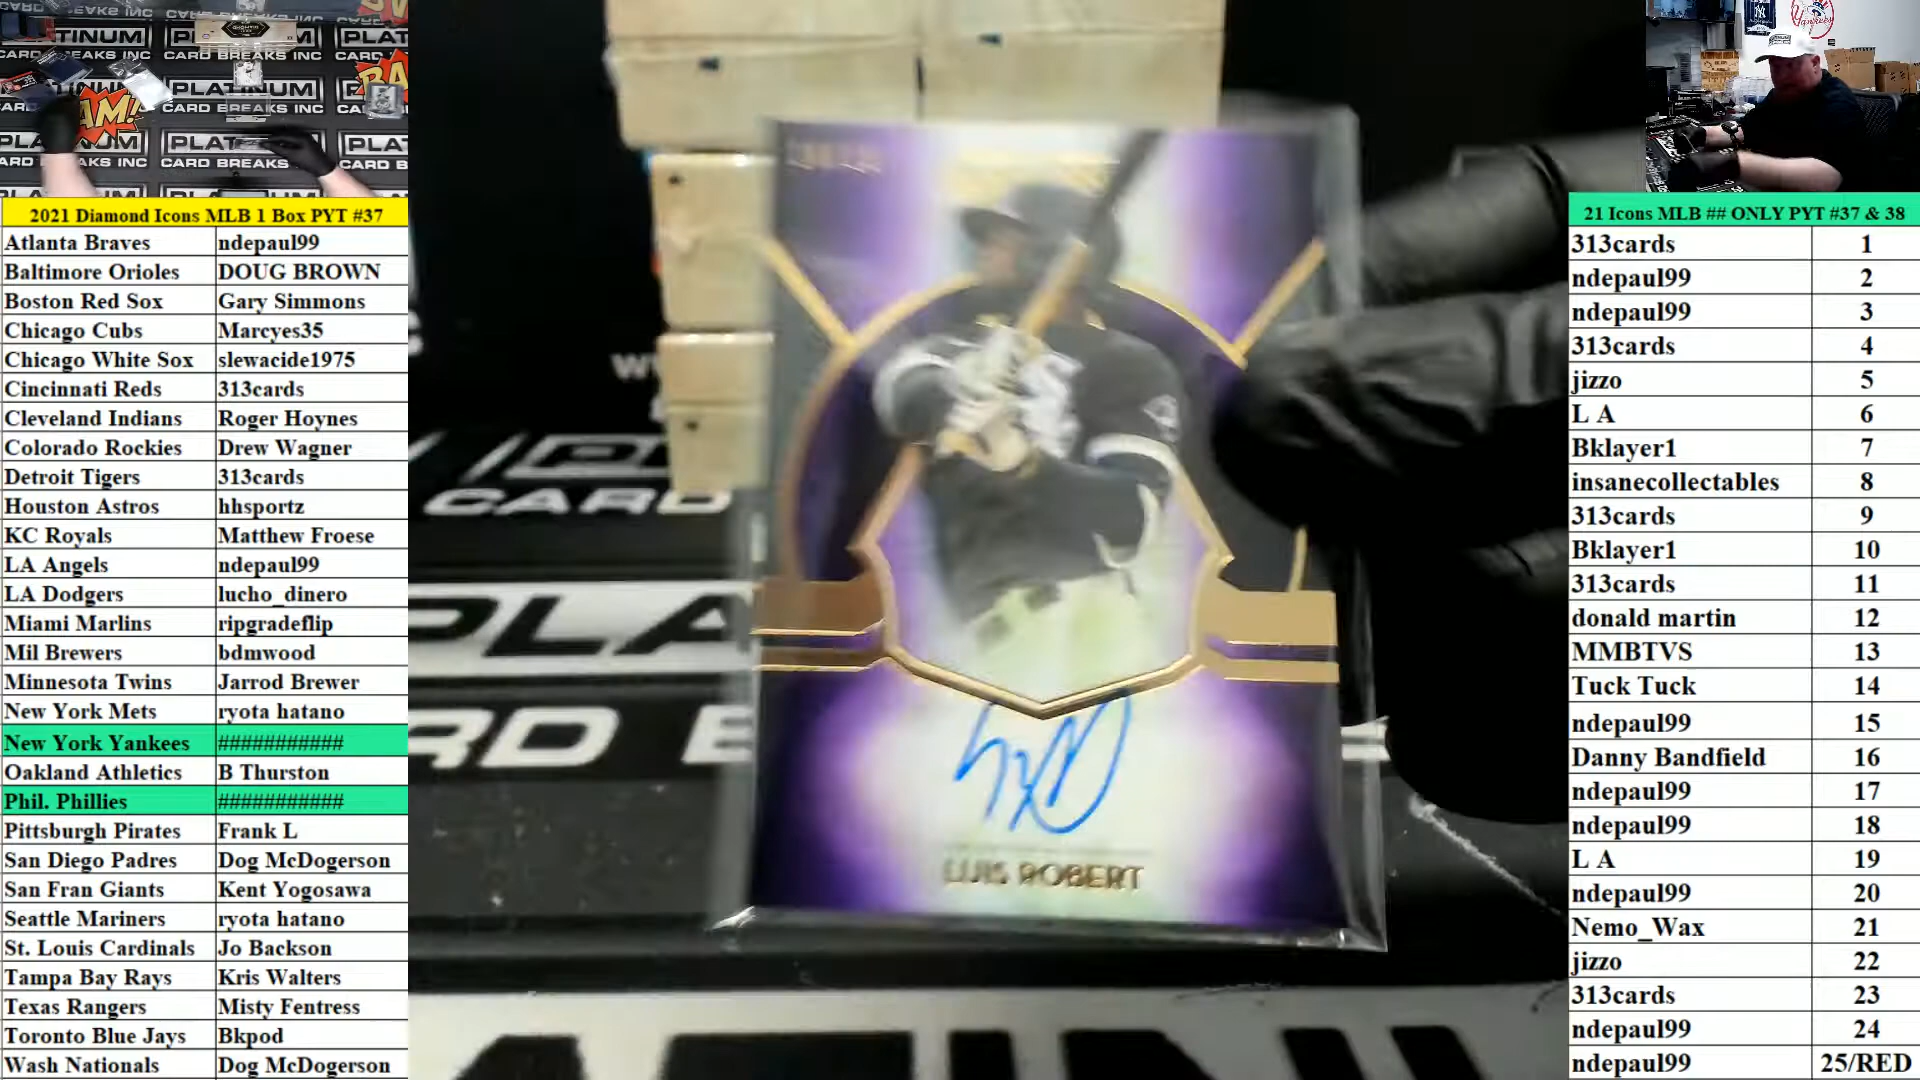 2021 Diamond Icons MLB 1 Box PYT #37
Atlanta Braves ndepaul99
Baltimore Orioles DOUG BROWN
Boston Red Sox Gary Simmons
Chicago Cubs Marcyes35
Chicago White Sox slewacide1975
Cincinnati Reds 313cards
Cleveland Indians Roger Hoynes
Colorado Rockies Drew Wagner
Detroit Tigers 313cards
Houston Astros hhsportz
KC Royals Matthew Froese
LA Angels ndepaul99
LA Dodgers lucho_dinero
Miami Marlins ripgradeflip
Mil Brewers bdmwood
Minnesota Twins Jarrod Brewer
New York Mets ryota hatano
New York Yankees ###########
Oakland Athletics B Thurston
Phil. Phillies ###########
Pittsburgh Pirates Frank L
San Diego Padres Dog McDogerson
San Fran Giants Kent Yogosawa
Seattle Mariners ryota hatano
St. Louis Cardinals Jo Backson
Tampa Bay Rays Kris Walters
Texas Rangers Misty Fentress
Toronto Blue Jays Bkpod
Wash Nationals Dog McDogerson
PLATINUM
CARD BREAKS INC
BAM!
PLATINUM
CARD BREAKS INC
CARD
PLA
RD
LUIS ROBERT
Yankees
21 Icons MLB ## ONLY PYT #37 & 38
313cards 1
ndepaul99 2
ndepaul99 3
313cards 4
jizzo 5
L A 6
Bklayer1 7
insanecollectables 8
313cards 9
Bklayer1 10
313cards 11
donald martin 12
MMBTVS 13
Tuck Tuck 14
ndepaul99 15
Danny Bandfield 16
ndepaul99 17
ndepaul99 18
L A 19
ndepaul99 20
Nemo_Wax 21
jizzo 22
313cards 23
ndepaul99 24
ndepaul99 25/RED